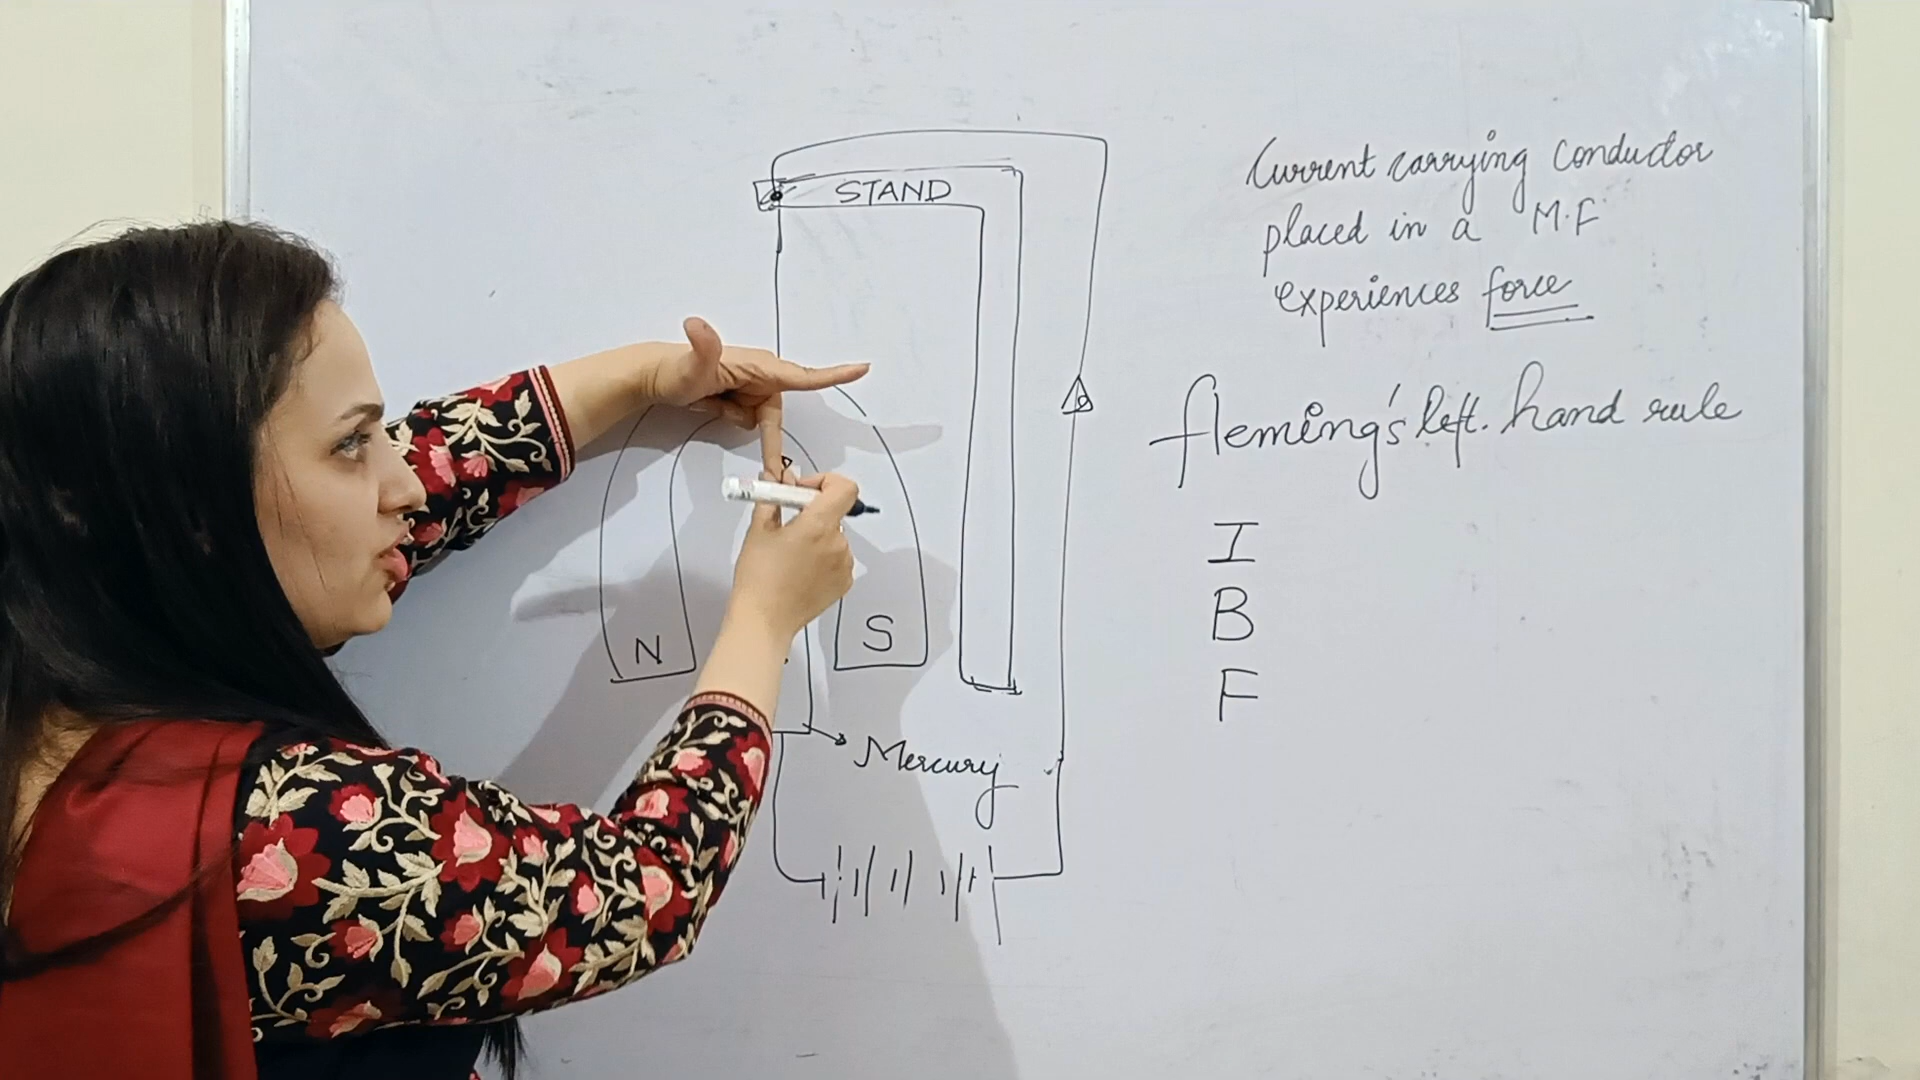 STAND
N
S
Mercury
Current carrying conductor
placed in a M.F
experiences force
fleming's left. hand rule
I
B
F